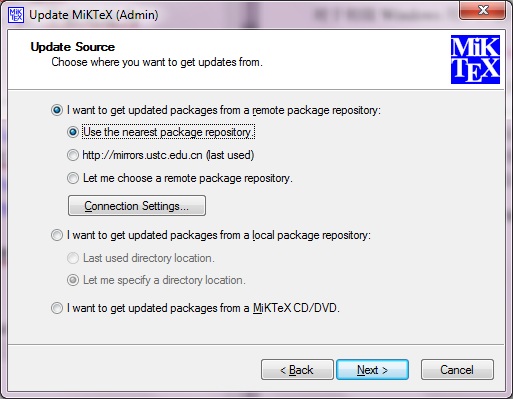 Update MiKTeX (Admin)
Update Source
Choose where you want to get updates from.
MiK
TEX
I want to get updated packages from a remote package repository:
Use the nearest package repository.
http://mirrors.ustc.edu.cn (last used)
Let me choose a remote package repository.
Connection Settings...
I want to get updated packages from a local package repository:
Last used directory location.
Let me specify a directory location.
I want to get updated packages from a MiKTeX CD/DVD.
< Back
Next >
Cancel